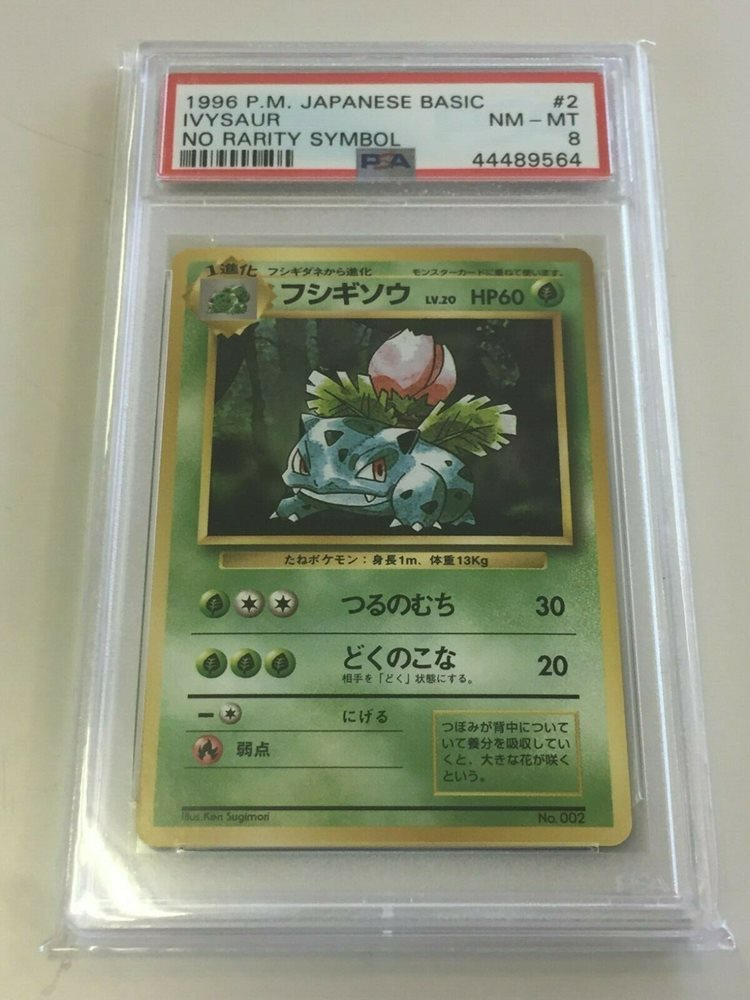 1996 P.M. JAPANESE BASIC #2
IVYSAUR NM - MT
NO RARITY SYMBOL 8
PSA 44489564
1進化 フシギダネから進化 モンスターカードに重ねて使います。
フシギソウ LV.20 HP60
たねポケモン：身長1m、体重13Kg
つるのむち 30
どくのこな 20
相手を「どく」状態にする。
にげる
弱点
つぼみが背中について
いて養分を吸収してい
くと、大きな花が咲く
という。
Illus. Ken Sugimori No. 002